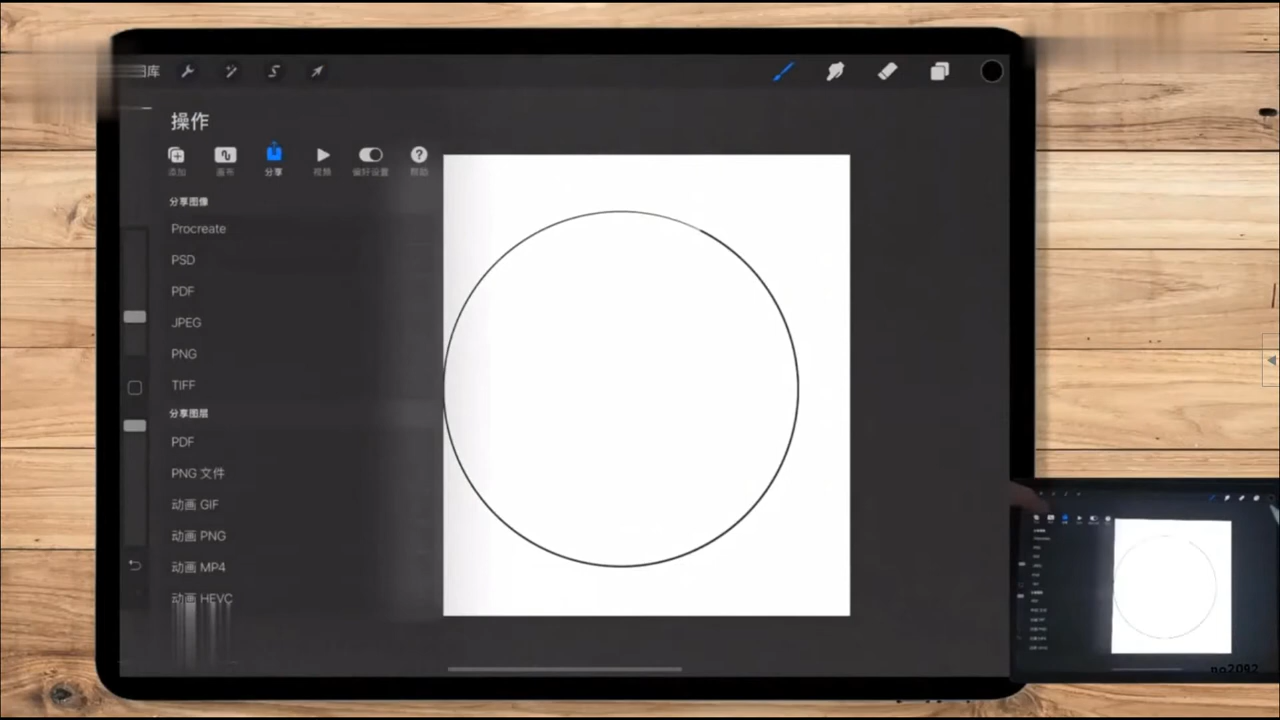 库
操作
添加 画布 分享 视频 偏好设置 帮助
分享图像
Procreate
PSD
PDF
JPEG
PNG
TIFF
分享图层
PDF
PNG 文件
动画 GIF
动画 PNG
动画 MP4
动画 HEVC
no2092